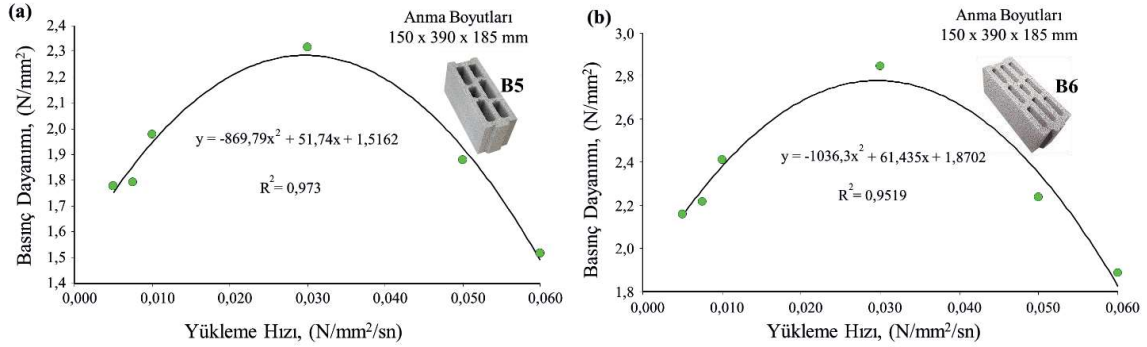 (a)
2,4
2,3
2,2
2,1
2,0
1,9
1,8
1,7
1,6
1,5
1,4
Basınç Dayanımı, (N/mm²)
Anma Boyutları
150 x 390 x 185 mm
B5
y = -869,79x² + 51,74x + 1,5162
R² = 0,973
0,000 0,010 0,020 0,030 0,040 0,050 0,060
Yükleme Hızı, (N/mm²/sn)
(b)
3,0
2,8
2,6
2,4
2,2
2,0
1,8
Basınç Dayanımı, (N/mm²)
Anma Boyutları
150 x 390 x 185 mm
B6
y = -1036,3x² + 61,435x + 1,8702
R² = 0,9519
0,000 0,010 0,020 0,030 0,040 0,050 0,060
Yükleme Hızı, (N/mm²/sn)